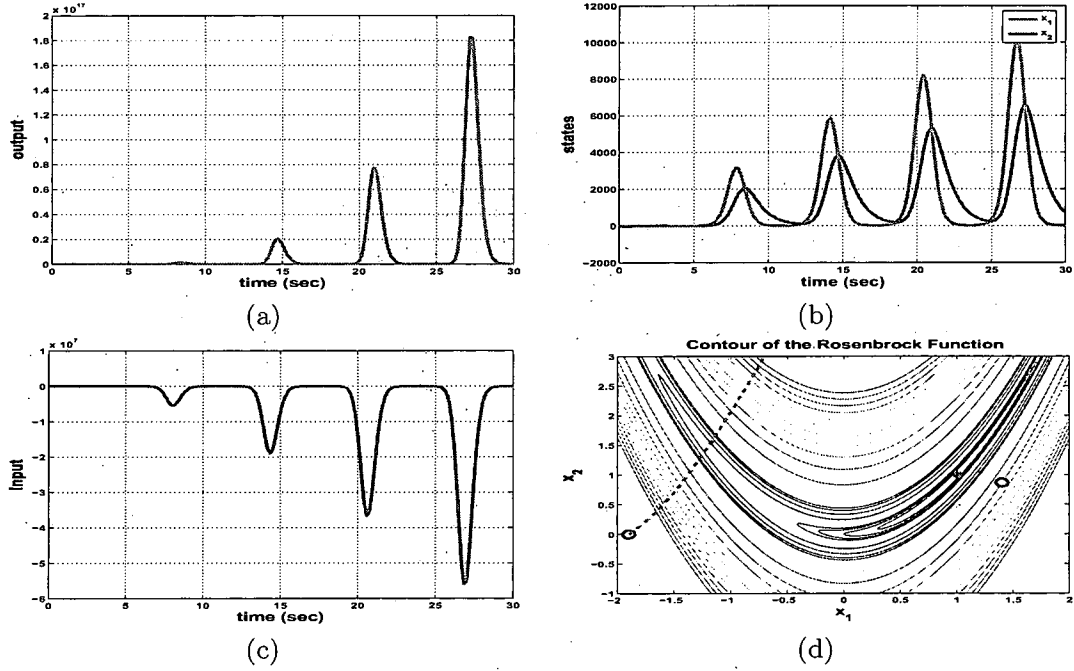 x 10^17
2
1.8
1.6
1.4
1.2
1
0.8
0.6
0.4
0.2
0
output
0 5 10 15 20 25 30
time (sec)
(a)
12000
10000
8000
6000
4000
2000
0
-2000
states
x_1
x_2
0 5 10 15 20 25 30
time (sec)
(b)
x 10^7
1
0
-1
-2
-3
-4
-5
-6
Input
0 5 10 15 20 25 30
time (sec)
(c)
Contour of the Rosenbrock Function
3
2.5
2
1.5
1
0.5
0
-0.5
-1
x_2
-2 -1.5 -1 -0.5 0 0.5 1 1.5 2
x_1
(d)